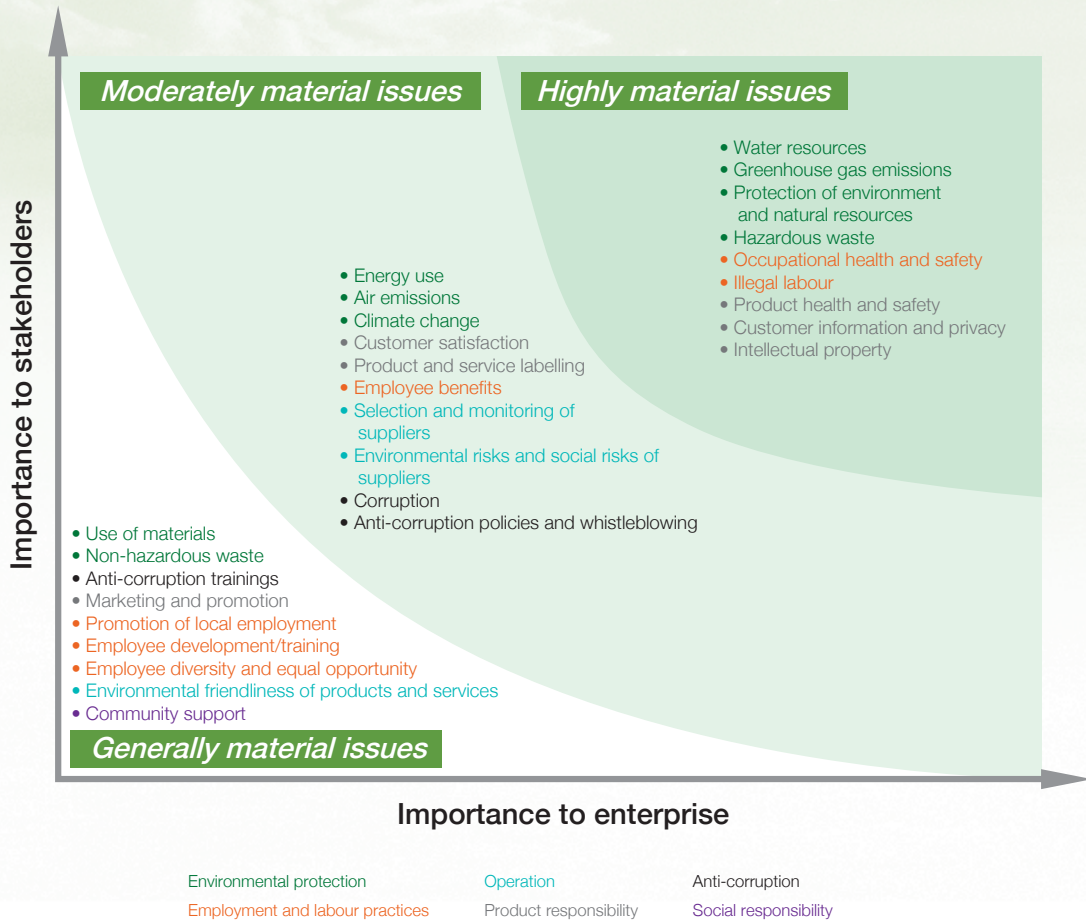 Moderately material issues
Highly material issues
Importance to stakeholders
• Water resources
• Greenhouse gas emissions
• Protection of environment
and natural resources
• Hazardous waste
• Occupational health and safety
• Illegal labour
• Product health and safety
• Customer information and privacy
• Intellectual property
• Energy use
• Air emissions
• Climate change
• Customer satisfaction
• Product and service labelling
• Employee benefits
• Selection and monitoring of
suppliers
• Environmental risks and social risks of
suppliers
• Corruption
• Anti-corruption policies and whistleblowing
• Use of materials
• Non-hazardous waste
• Anti-corruption trainings
• Marketing and promotion
• Promotion of local employment
• Employee development/training
• Employee diversity and equal opportunity
• Environmental friendliness of products and services
• Community support
Generally material issues
Importance to enterprise
Environmental protection
Operation
Anti-corruption
Employment and labour practices
Product responsibility
Social responsibility